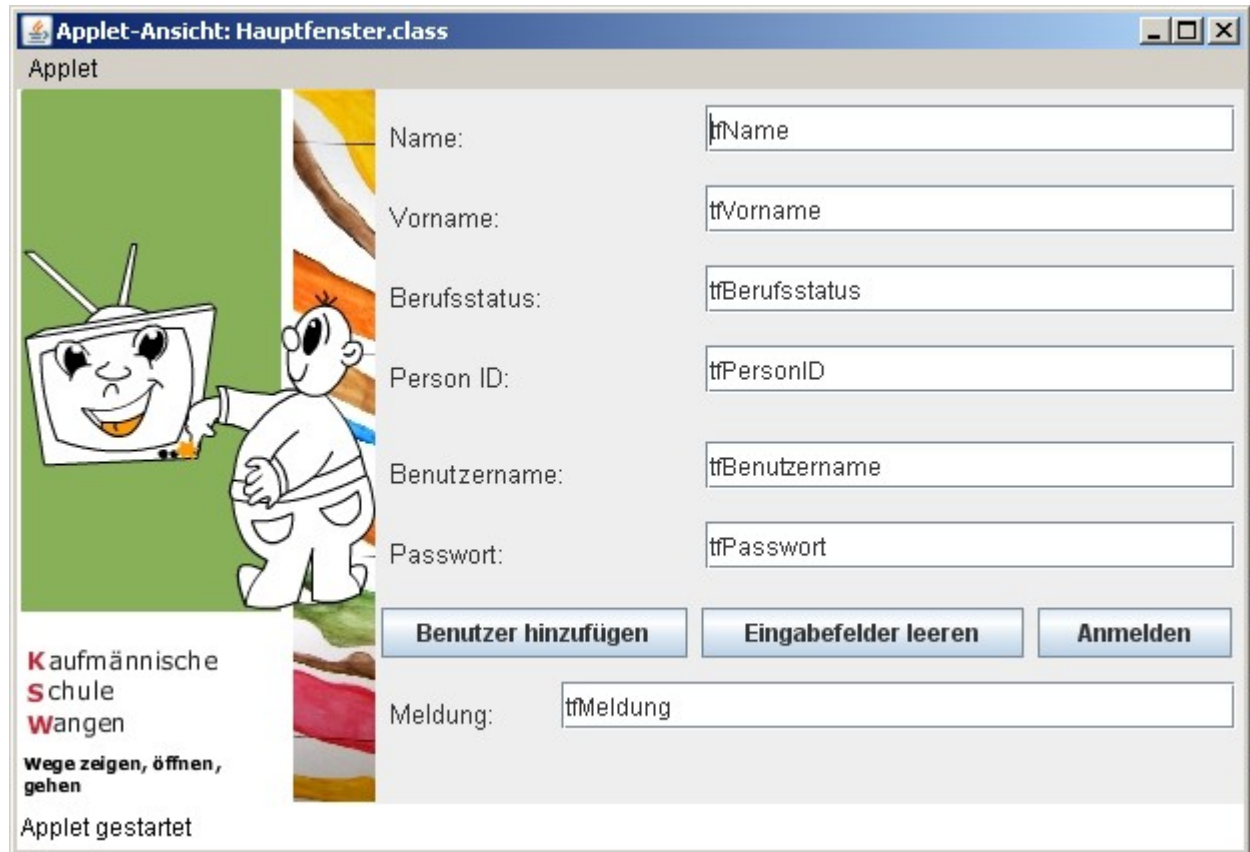 Applet-Ansicht: Hauptfenster.class
Applet
Name: tfName
Vorname: tfVorname
Berufsstatus: tfBerufsstatus
Person ID: tfPersonID
Benutzername: tfBenutzername
Passwort: tfPasswort
Benutzer hinzufügen Eingabefelder leeren Anmelden
Meldung: tfMeldung
Kaufmännische
Schule
Wangen
Wege zeigen, öffnen,
gehen
Applet gestartet